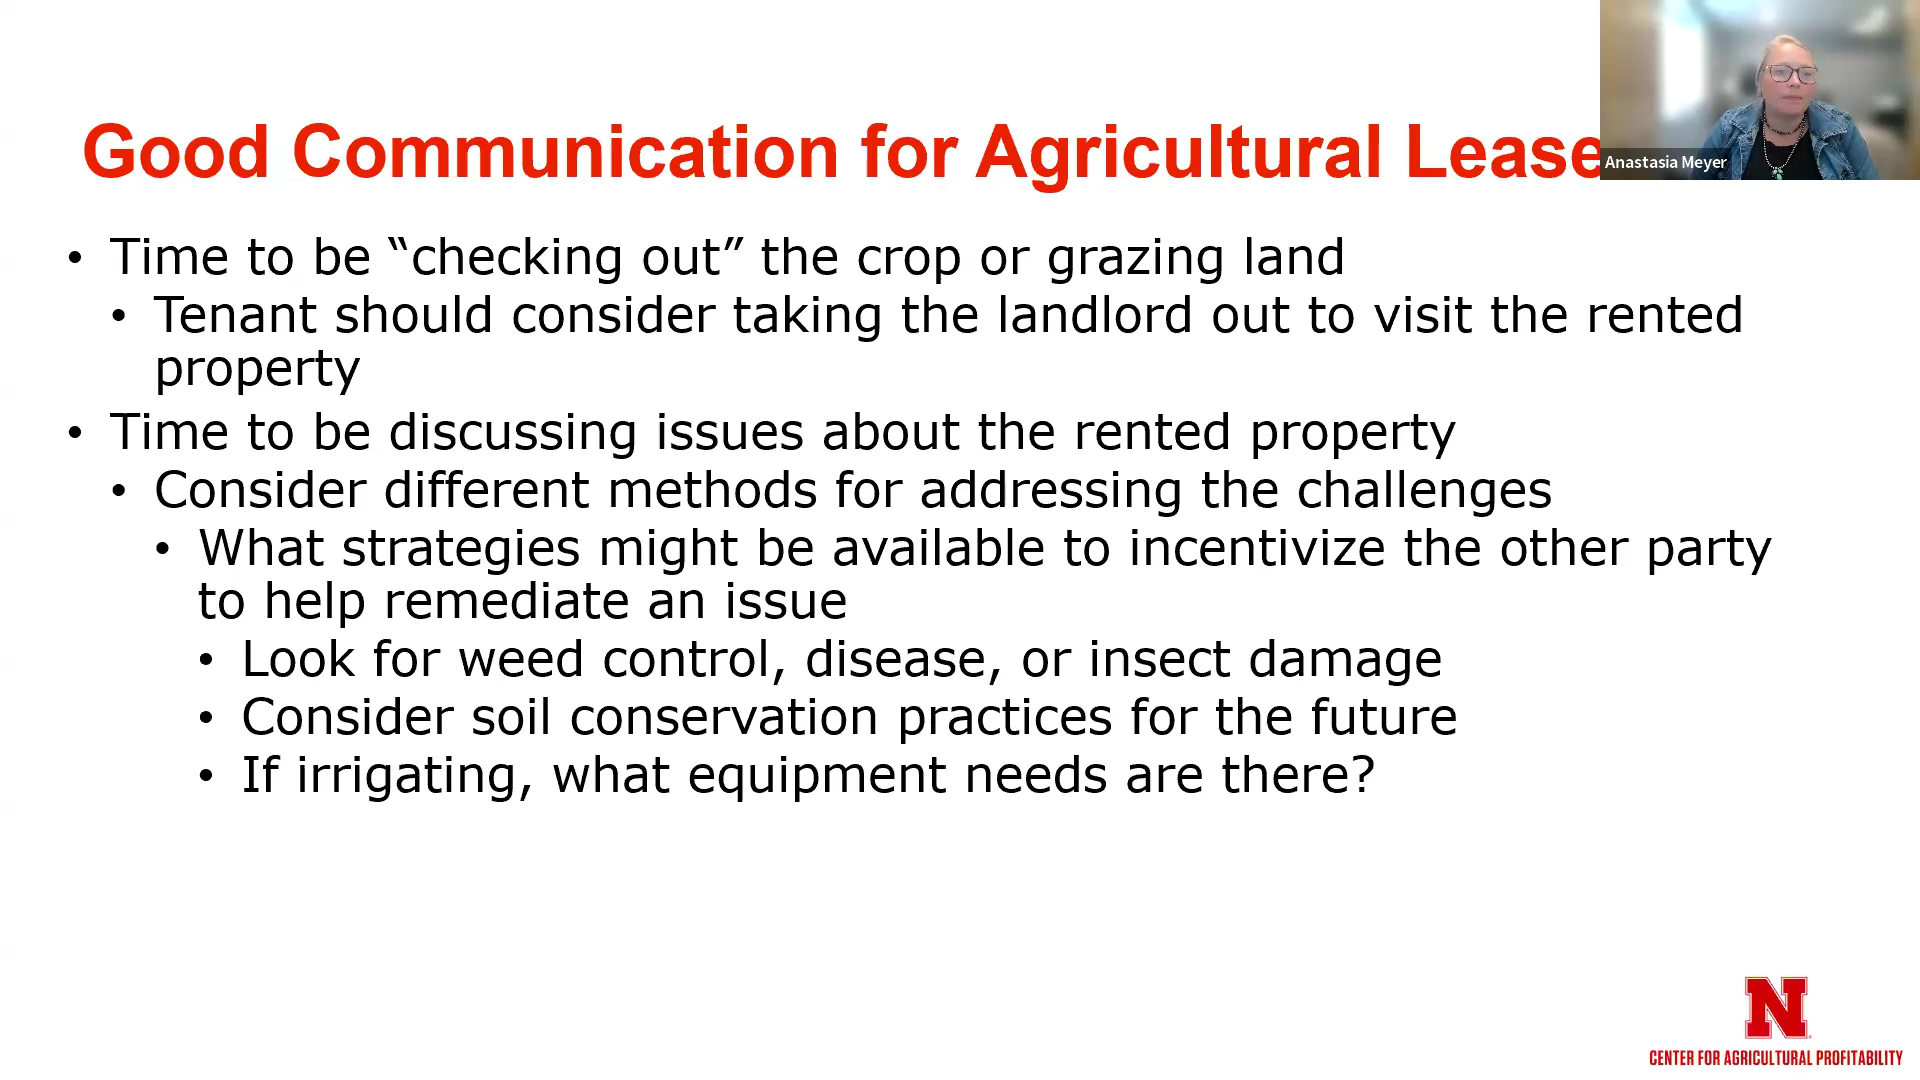 Good Communication for Agricultural Lease
Anastasia Meyer
• Time to be “checking out” the crop or grazing land
• Tenant should consider taking the landlord out to visit the rented
property
• Time to be discussing issues about the rented property
• Consider different methods for addressing the challenges
• What strategies might be available to incentivize the other party
to help remediate an issue
• Look for weed control, disease, or insect damage
• Consider soil conservation practices for the future
• If irrigating, what equipment needs are there?
N
CENTER FOR AGRICULTURAL PROFITABILITY